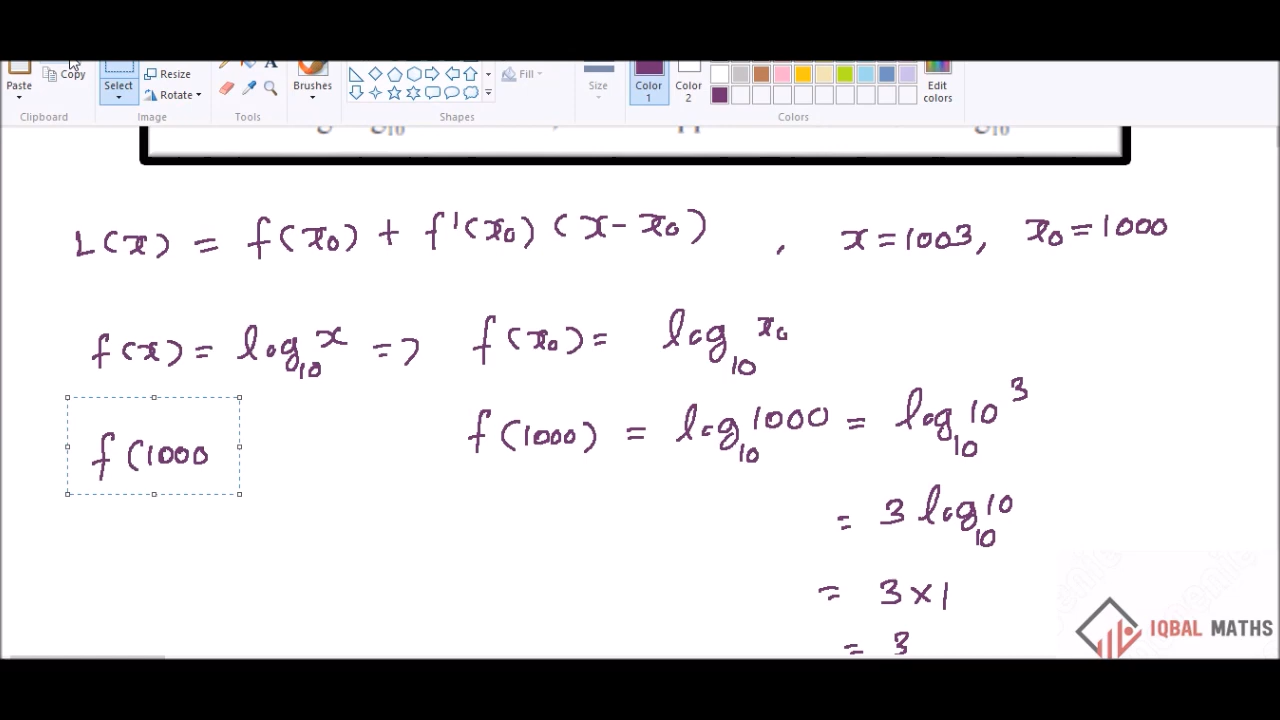 Paste
Copy
Select
Resize
Rotate
Brushes
Fill
Size
Color 1
Color 2
Edit colors
Clipboard
Image
Tools
Shapes
Colors
L(x) = f(x₀) + f'(x₀) (x - x₀) , x = 1003, x₀ = 1000
f(x) = log₁₀ x => f(x₀) = log₁₀ x₀
f(1000) = log₁₀ 1000 = log₁₀ 10³
f(1000
= 3 log₁₀ 10
= 3 × 1
= 3
IQBAL MATHS